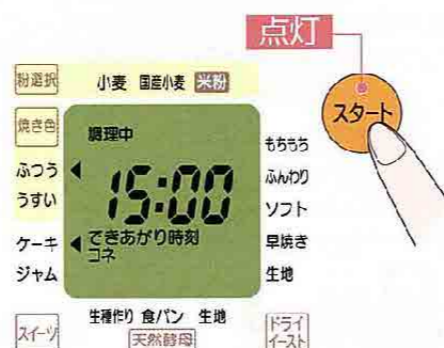 点灯
スタート
粉選択
小麦 国産小麦 米粉
焼き色
ふつう
うすい
ケーキ
ジャム
スイーツ
調理中
15:00
できあがり時刻
コネ
もちもち
ふんわり
ソフト
早焼き
生地
生種作り 食パン 生地
天然酵母
ドライ
イースト